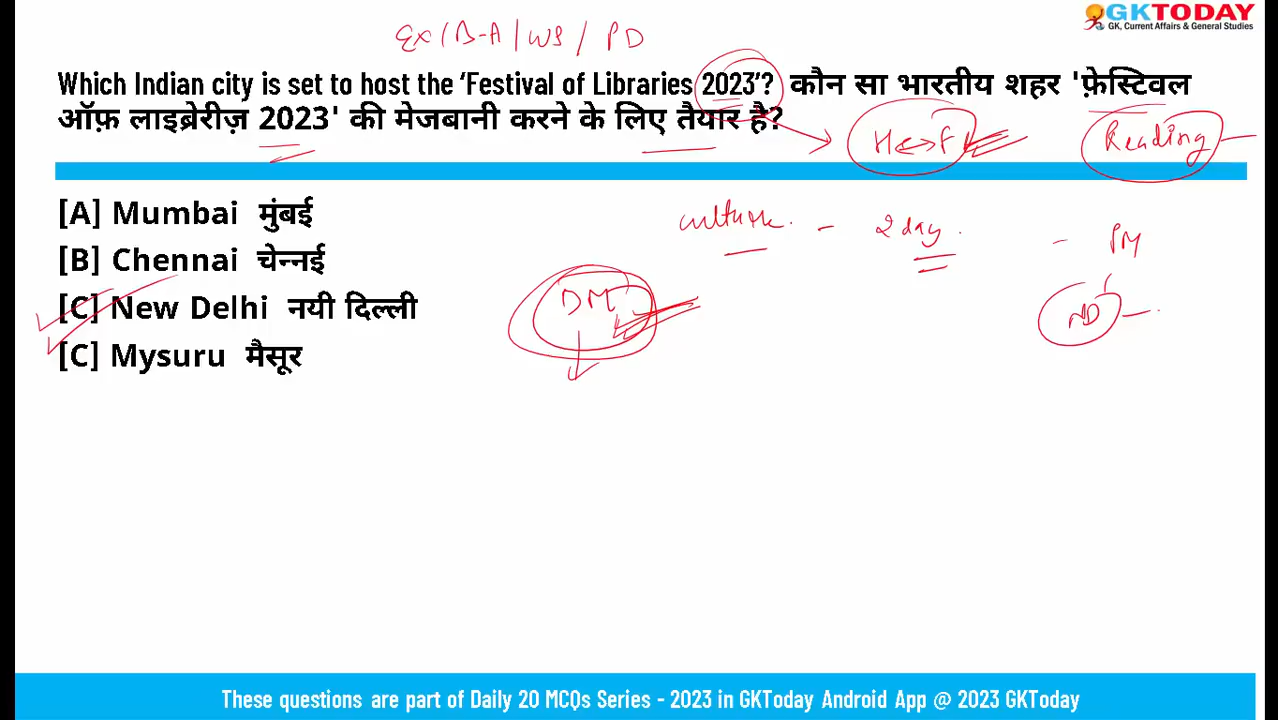 GKTODAY
GK, Current Affairs & General Studies
Ex / B-A / WS / PD
Which Indian city is set to host the ‘Festival of Libraries 2023’? कौन सा भारतीय शहर 'फ़ेस्टिवल
ऑफ़ लाइब्रेरीज़ 2023' की मेजबानी करने के लिए तैयार है?
H↔F
Reading
[A] Mumbai मुंबई
culture. - 2 day. - PM
[B] Chennai चेन्नई
[C] New Delhi नयी दिल्ली
DM
ND
[C] Mysuru मैसूर
These questions are part of Daily 20 MCQs Series - 2023 in GKToday Android App @ 2023 GKToday